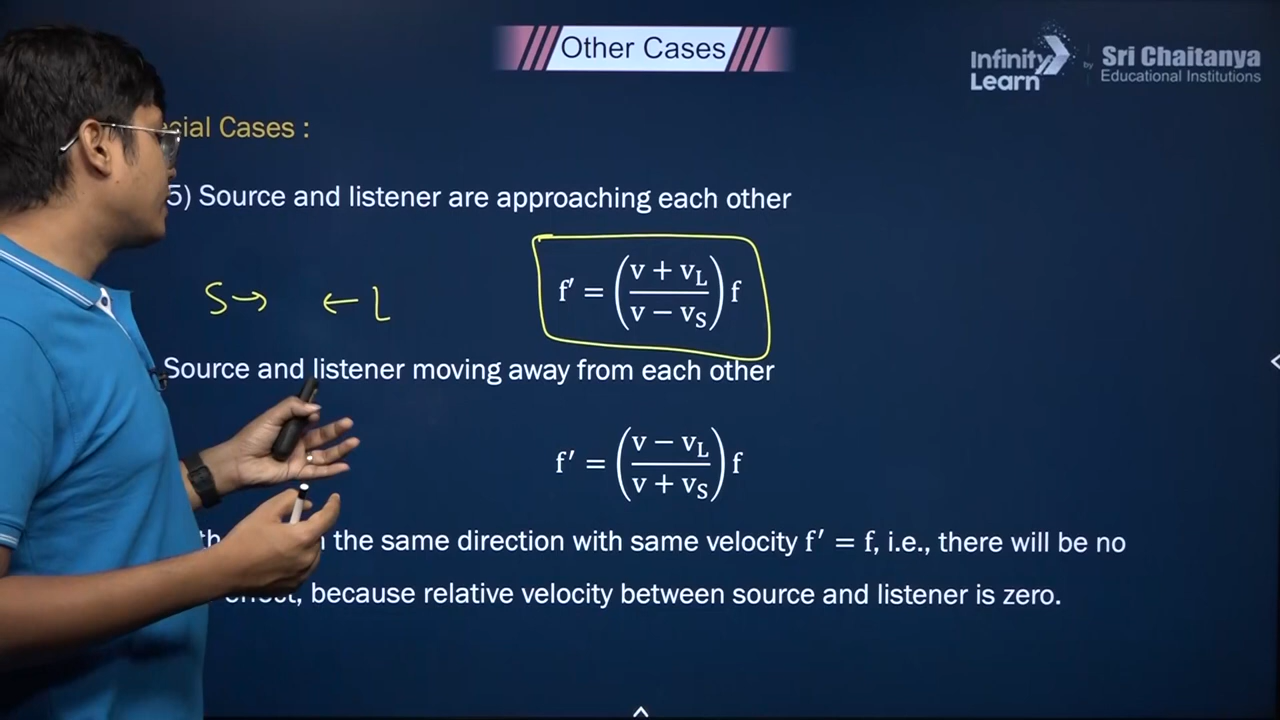 Other Cases
Infinity Learn by Sri Chaitanya Educational Institutions
Cases :
5) Source and listener are approaching each other
S→ ←L
f′ = ((v + v_L)/(v − v_S)) f
Source and listener moving away from each other
f′ = ((v − v_L)/(v + v_S)) f
the same direction with same velocity f′ = f, i.e., there will be no
because relative velocity between source and listener is zero.